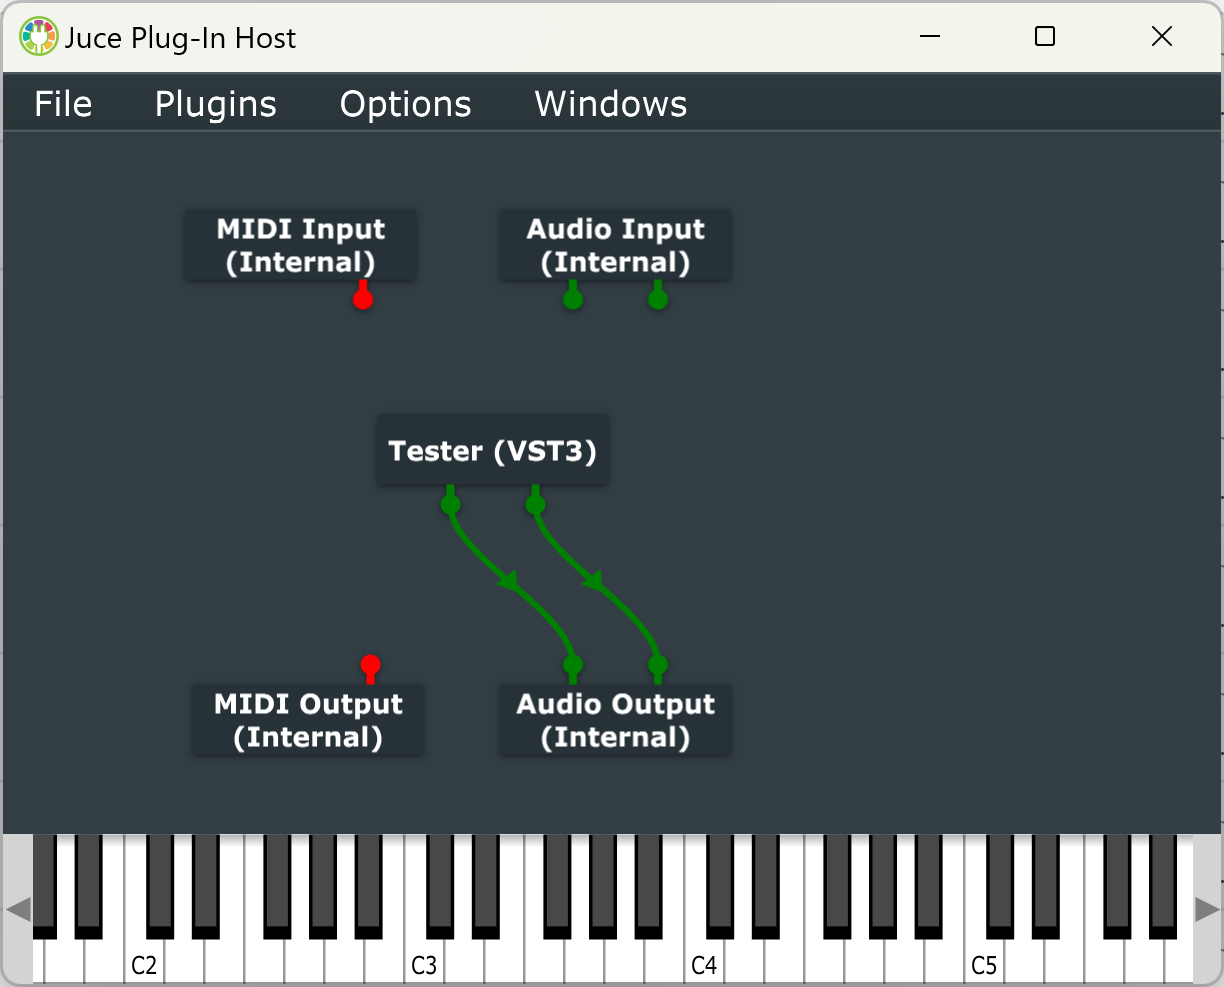 Juce Plug-In Host
File Plugins Options Windows
MIDI Input
(Internal)
Audio Input
(Internal)
Tester (VST3)
MIDI Output
(Internal)
Audio Output
(Internal)
C2 C3 C4 C5